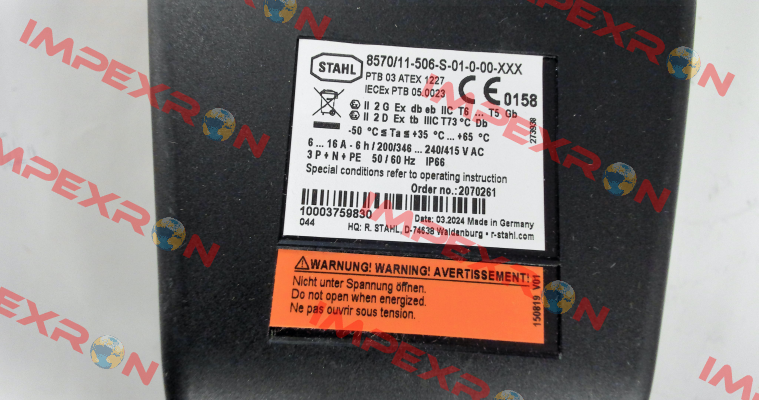 STAHL
8570/11-506-S-01-0-00-XXX
PTB 03 ATEX 1227
IECEx PTB 05.0023
CE 0158
II 2 G Ex db eb IIC T6 ... T5 Gb
II 2 D Ex tb IIIC T73 °C Db
-50 °C ≤ Ta ≤ +35 °C ... +65 °C
6 ... 16 A - 6 h / 200/346 ... 240/415 V AC
3 P + N + PE 50 / 60 Hz IP66
Special conditions refer to operating instruction
Order no.: 2070261
273938
10003759830
044
Date: 03.2024 Made in Germany
HQ: R. STAHL, D-74638 Waldenburg • r-stahl.com
WARNUNG! WARNING! AVERTISSEMENT!
Nicht unter Spannung öffnen.
Do not open when energized.
Ne pas ouvrir sous tension.
150819 V01
IMPEXRON
IMPEXRON
IMPEXRON
IMPEXRON
IMPEXRON
IMPEXRON
IMPEXRON